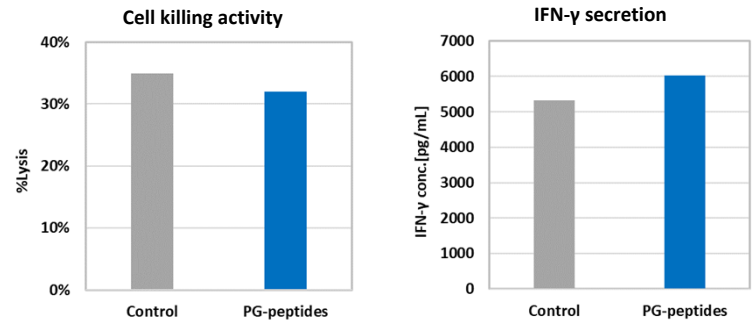 Cell killing activity
40%
30%
20%
10%
0%
%Lysis
Control
PG-peptides
IFN-γ secretion
7000
6000
5000
4000
3000
2000
1000
0
IFN-γ conc.[pg/mL]
Control
PG-peptides